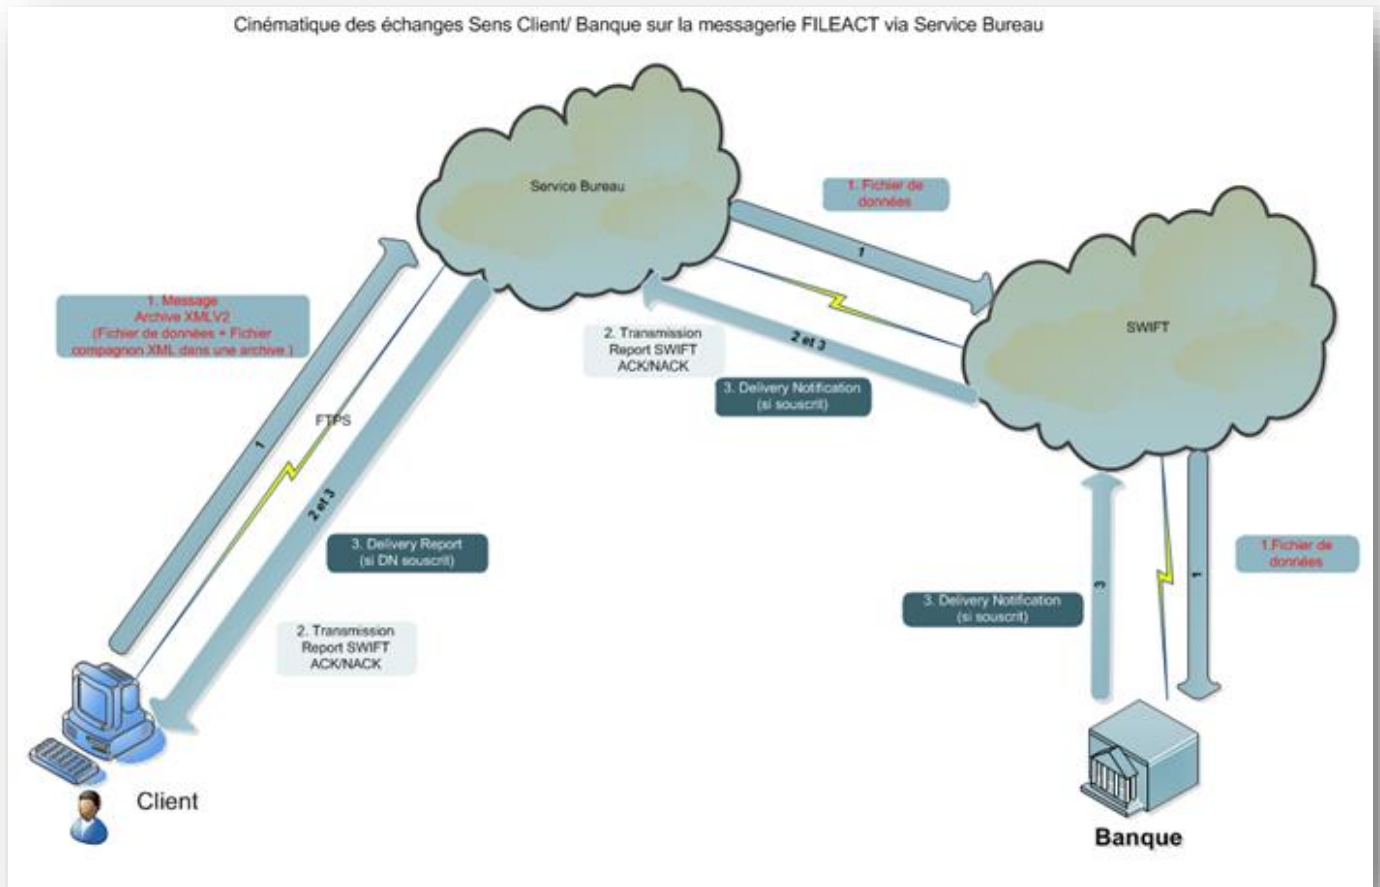 Cinématique des échanges Sens Client/ Banque sur la messagerie FILEACT via Service Bureau
Service Bureau
1. Fichier de
données
1
1. Message
Archive XMLV2
(Fichier de données + Fichier
compagnon XML dans une archive )
SWIFT
2. Transmission
Report SWIFT
ACK/NACK
2 et 3
3. Delivery Notification
(si souscrit)
FTPS
1
2 et 3
3. Delivery Report
(si DN souscrit)
1.Fichier de
données
3. Delivery Notification
(si souscrit)
3
1
2. Transmission
Report SWIFT
ACK/NACK
Client
Banque